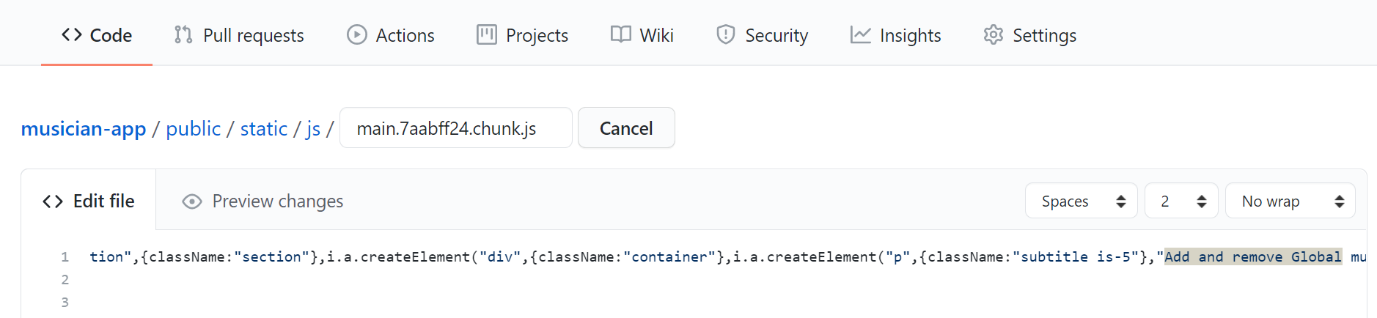 Code Pull requests Actions Projects Wiki Security Insights Settings
musician-app / public / static / js / main.7aabff24.chunk.js Cancel
Edit file Preview changes Spaces 2 No wrap
1 tion",{className:"section"},i.a.createElement("div",{className:"container"},i.a.createElement("p",{className:"subtitle is-5"},"Add and remove Global mu
2
3